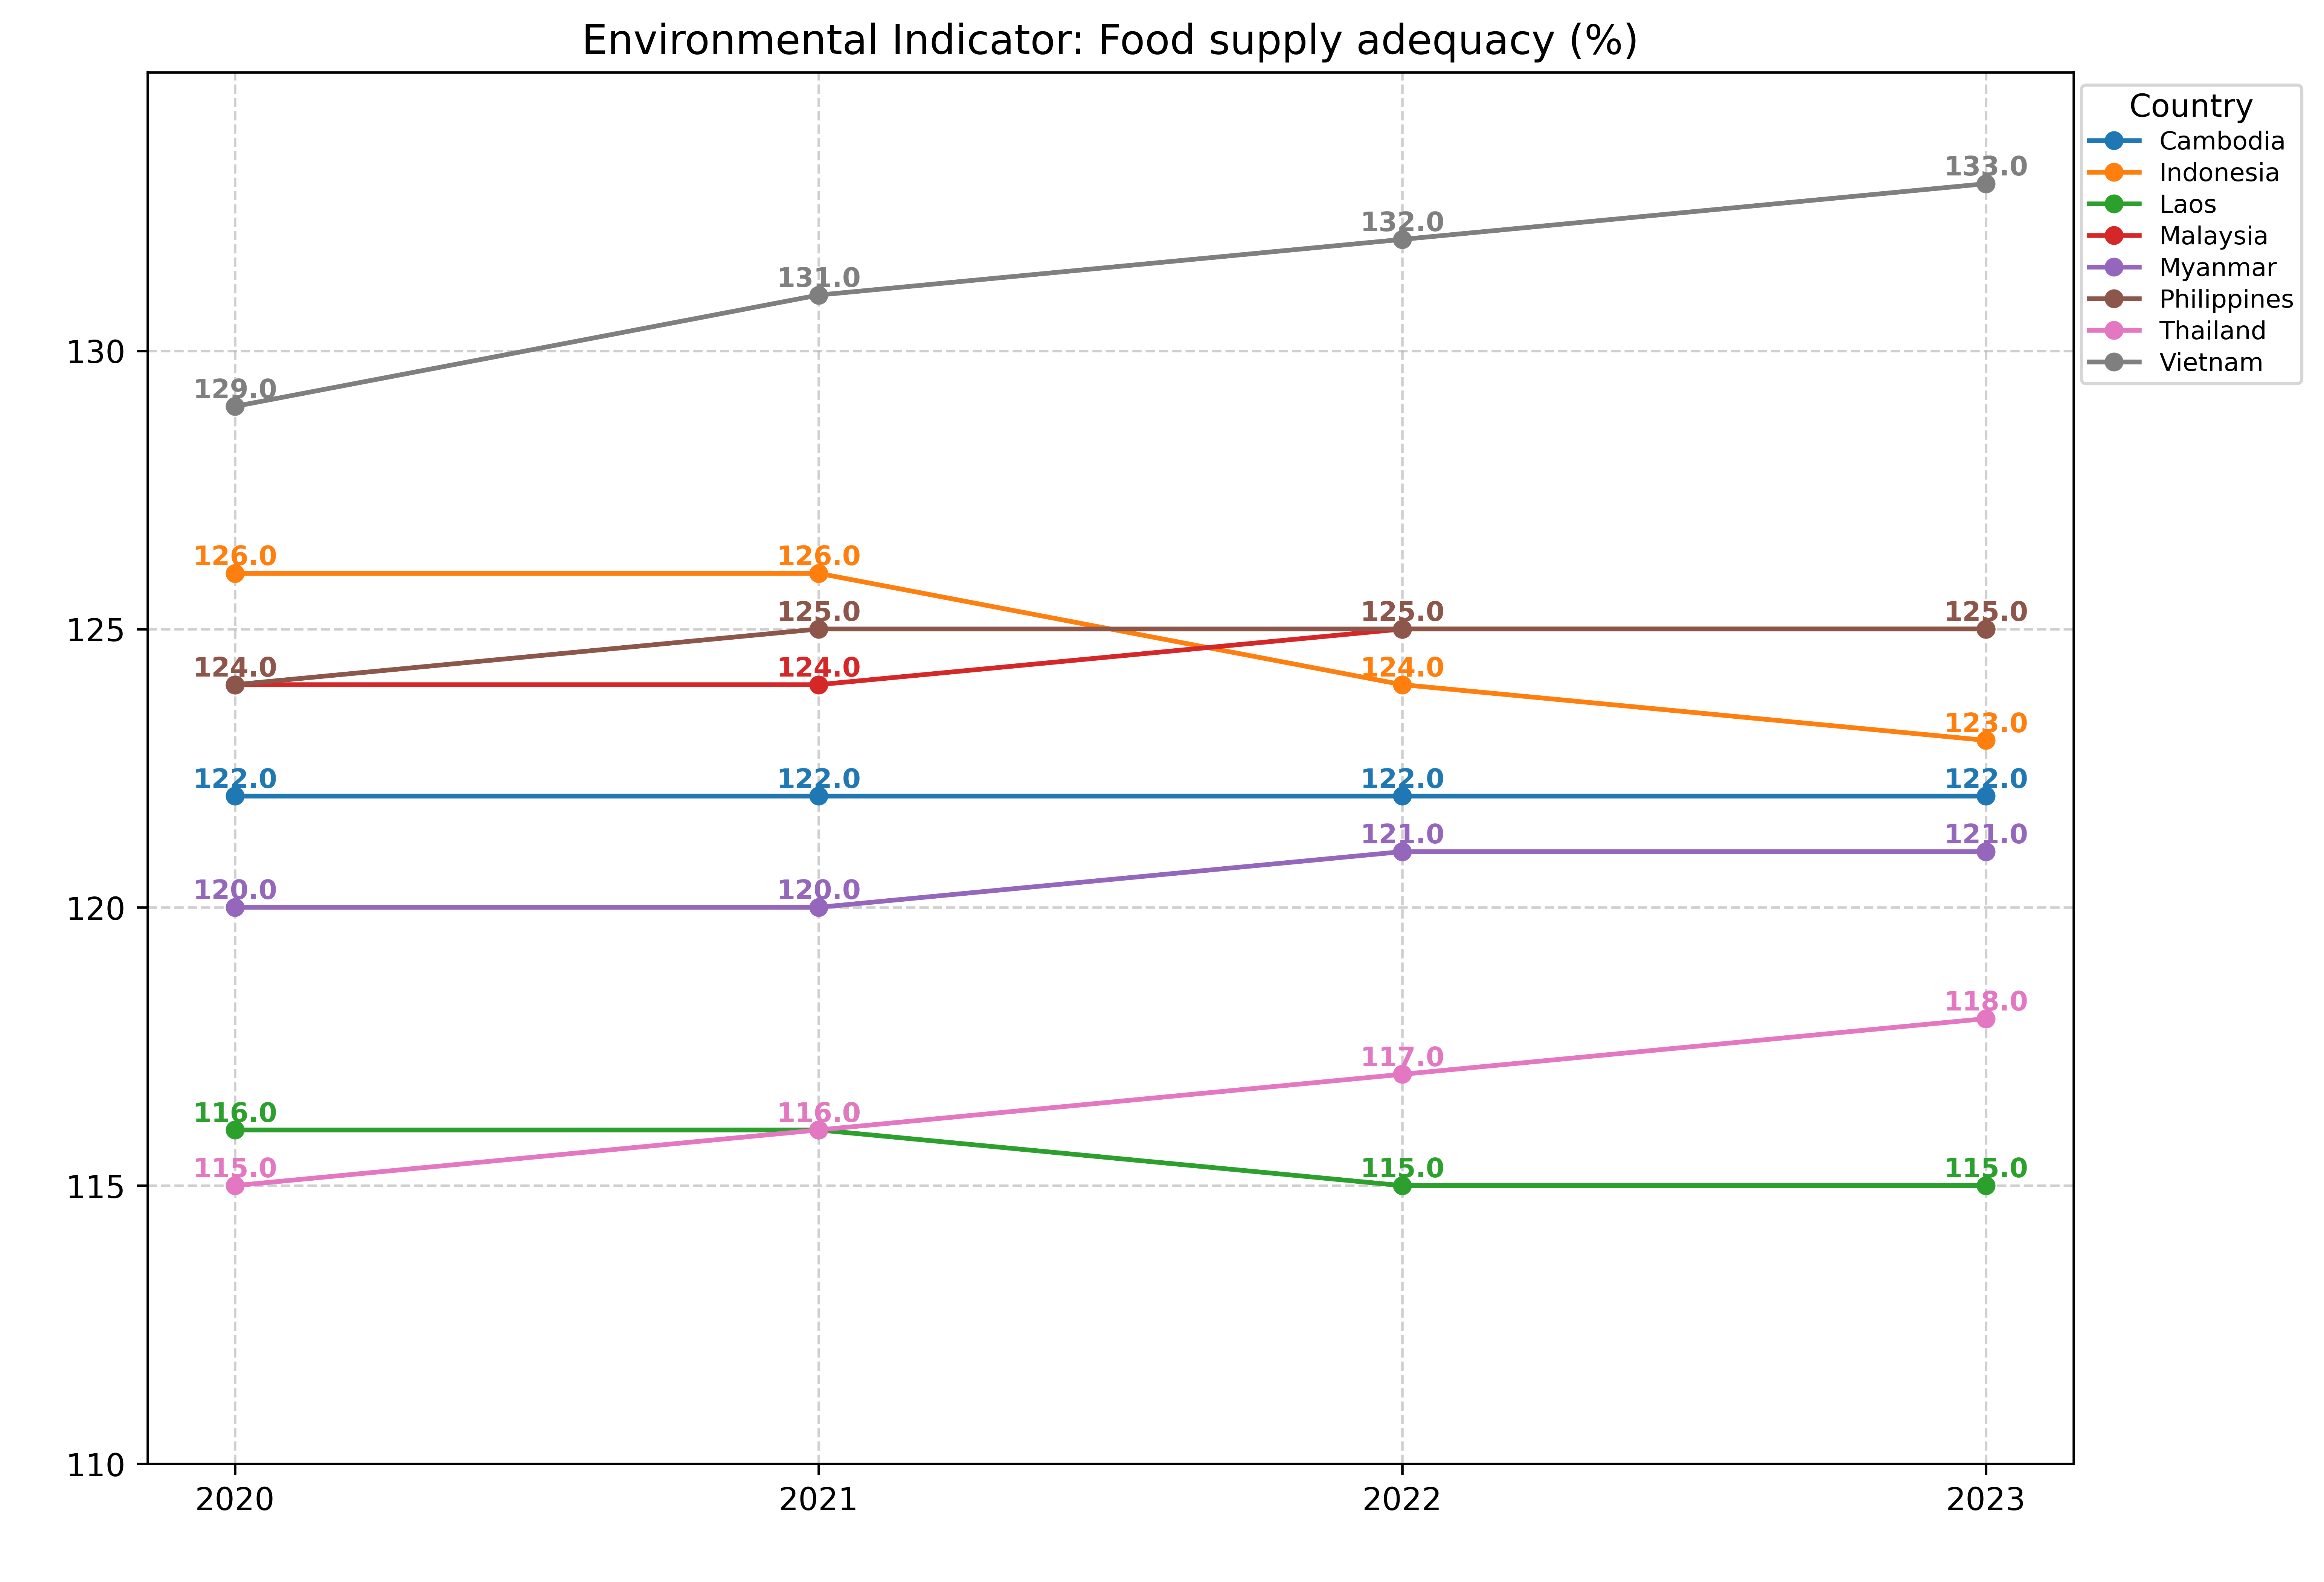 Environmental Indicator: Food supply adequacy (%)
Country
Cambodia
Indonesia
Laos
Malaysia
Myanmar
Philippines
Thailand
Vietnam
133.0
132.0
131.0
130
129.0
126.0 126.0
125.0 125.0 125.0
125
124.0 124.0 124.0
123.0
122.0 122.0 122.0 122.0
121.0 121.0
120.0 120.0
120
118.0
117.0
116.0 116.0
115.0 115.0 115.0
115
110
2020 2021 2022 2023